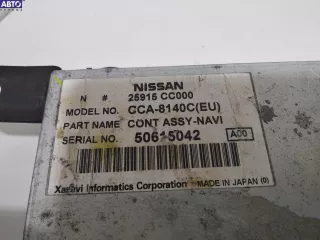 АВТО
NISSAN
N # 25915 CC000
MODEL NO. CCA-8140C(EU)
PART NAME CONT ASSY-NAVI
SERIAL NO. 50615042 A00
Xanavi Informatics Corporation MADE IN JAPAN (0)